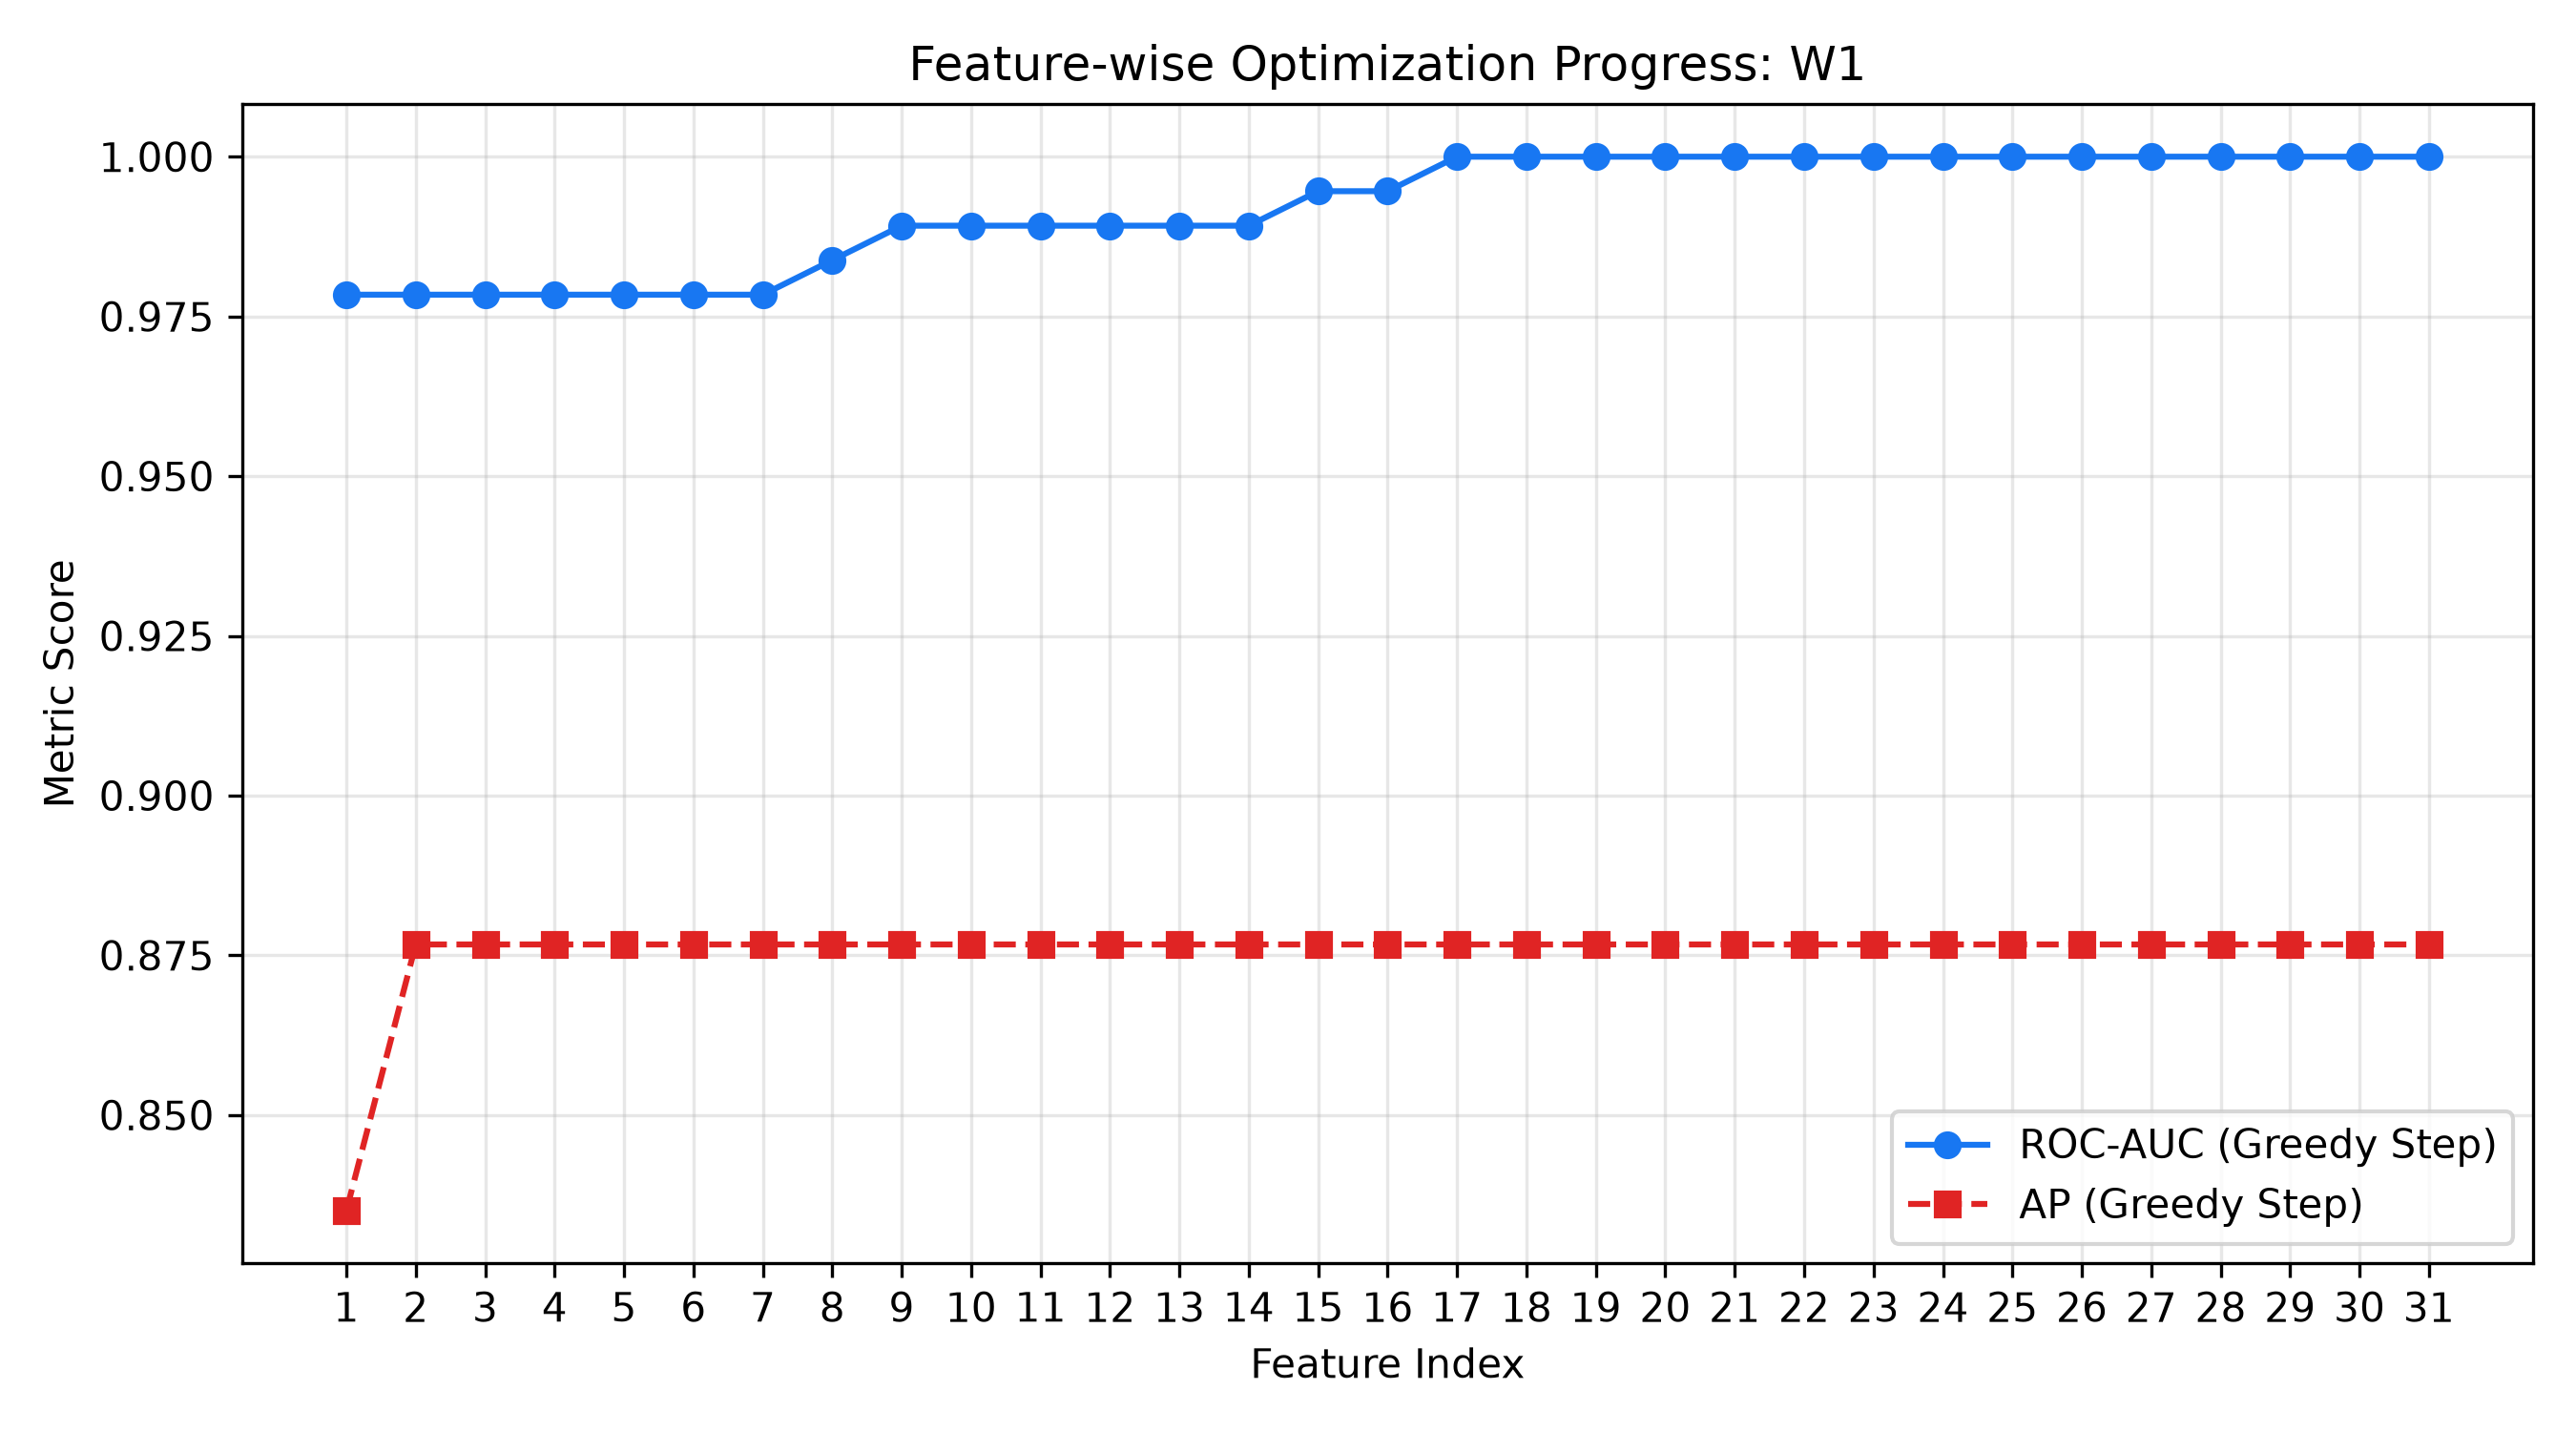 Feature-wise Optimization Progress: W1
1.000
0.975
0.950
0.925
0.900
0.875
0.850
Metric Score
ROC-AUC (Greedy Step)
AP (Greedy Step)
1 2 3 4 5 6 7 8 9 10 11 12 13 14 15 16 17 18 19 20 21 22 23 24 25 26 27 28 29 30 31
Feature Index